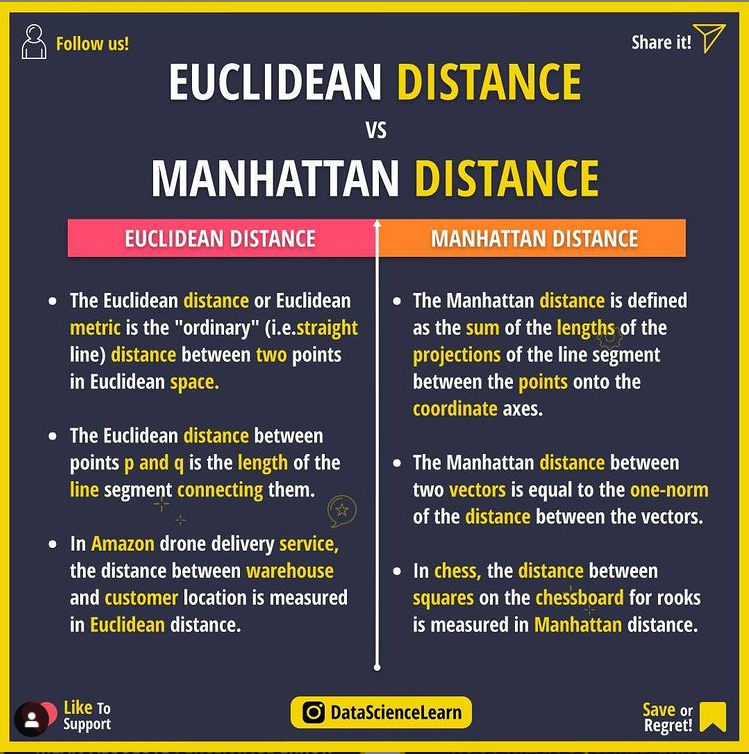 Follow us!
Share it!
EUCLIDEAN DISTANCE
VS
MANHATTAN DISTANCE
EUCLIDEAN DISTANCE
• The Euclidean distance or Euclidean
metric is the "ordinary" (i.e.straight
line) distance between two points
in Euclidean space.
• The Euclidean distance between
points p and q is the length of the
line segment connecting them.
• In Amazon drone delivery service,
the distance between warehouse
and customer location is measured
in Euclidean distance.
MANHATTAN DISTANCE
• The Manhattan distance is defined
as the sum of the lengths of the
projections of the line segment
between the points onto the
coordinate axes.
• The Manhattan distance between
two vectors is equal to the one-norm
of the distance between the vectors.
• In chess, the distance between
squares on the chessboard for rooks
is measured in Manhattan distance.
Like To
Support
DataScienceLearn
Save or
Regret!